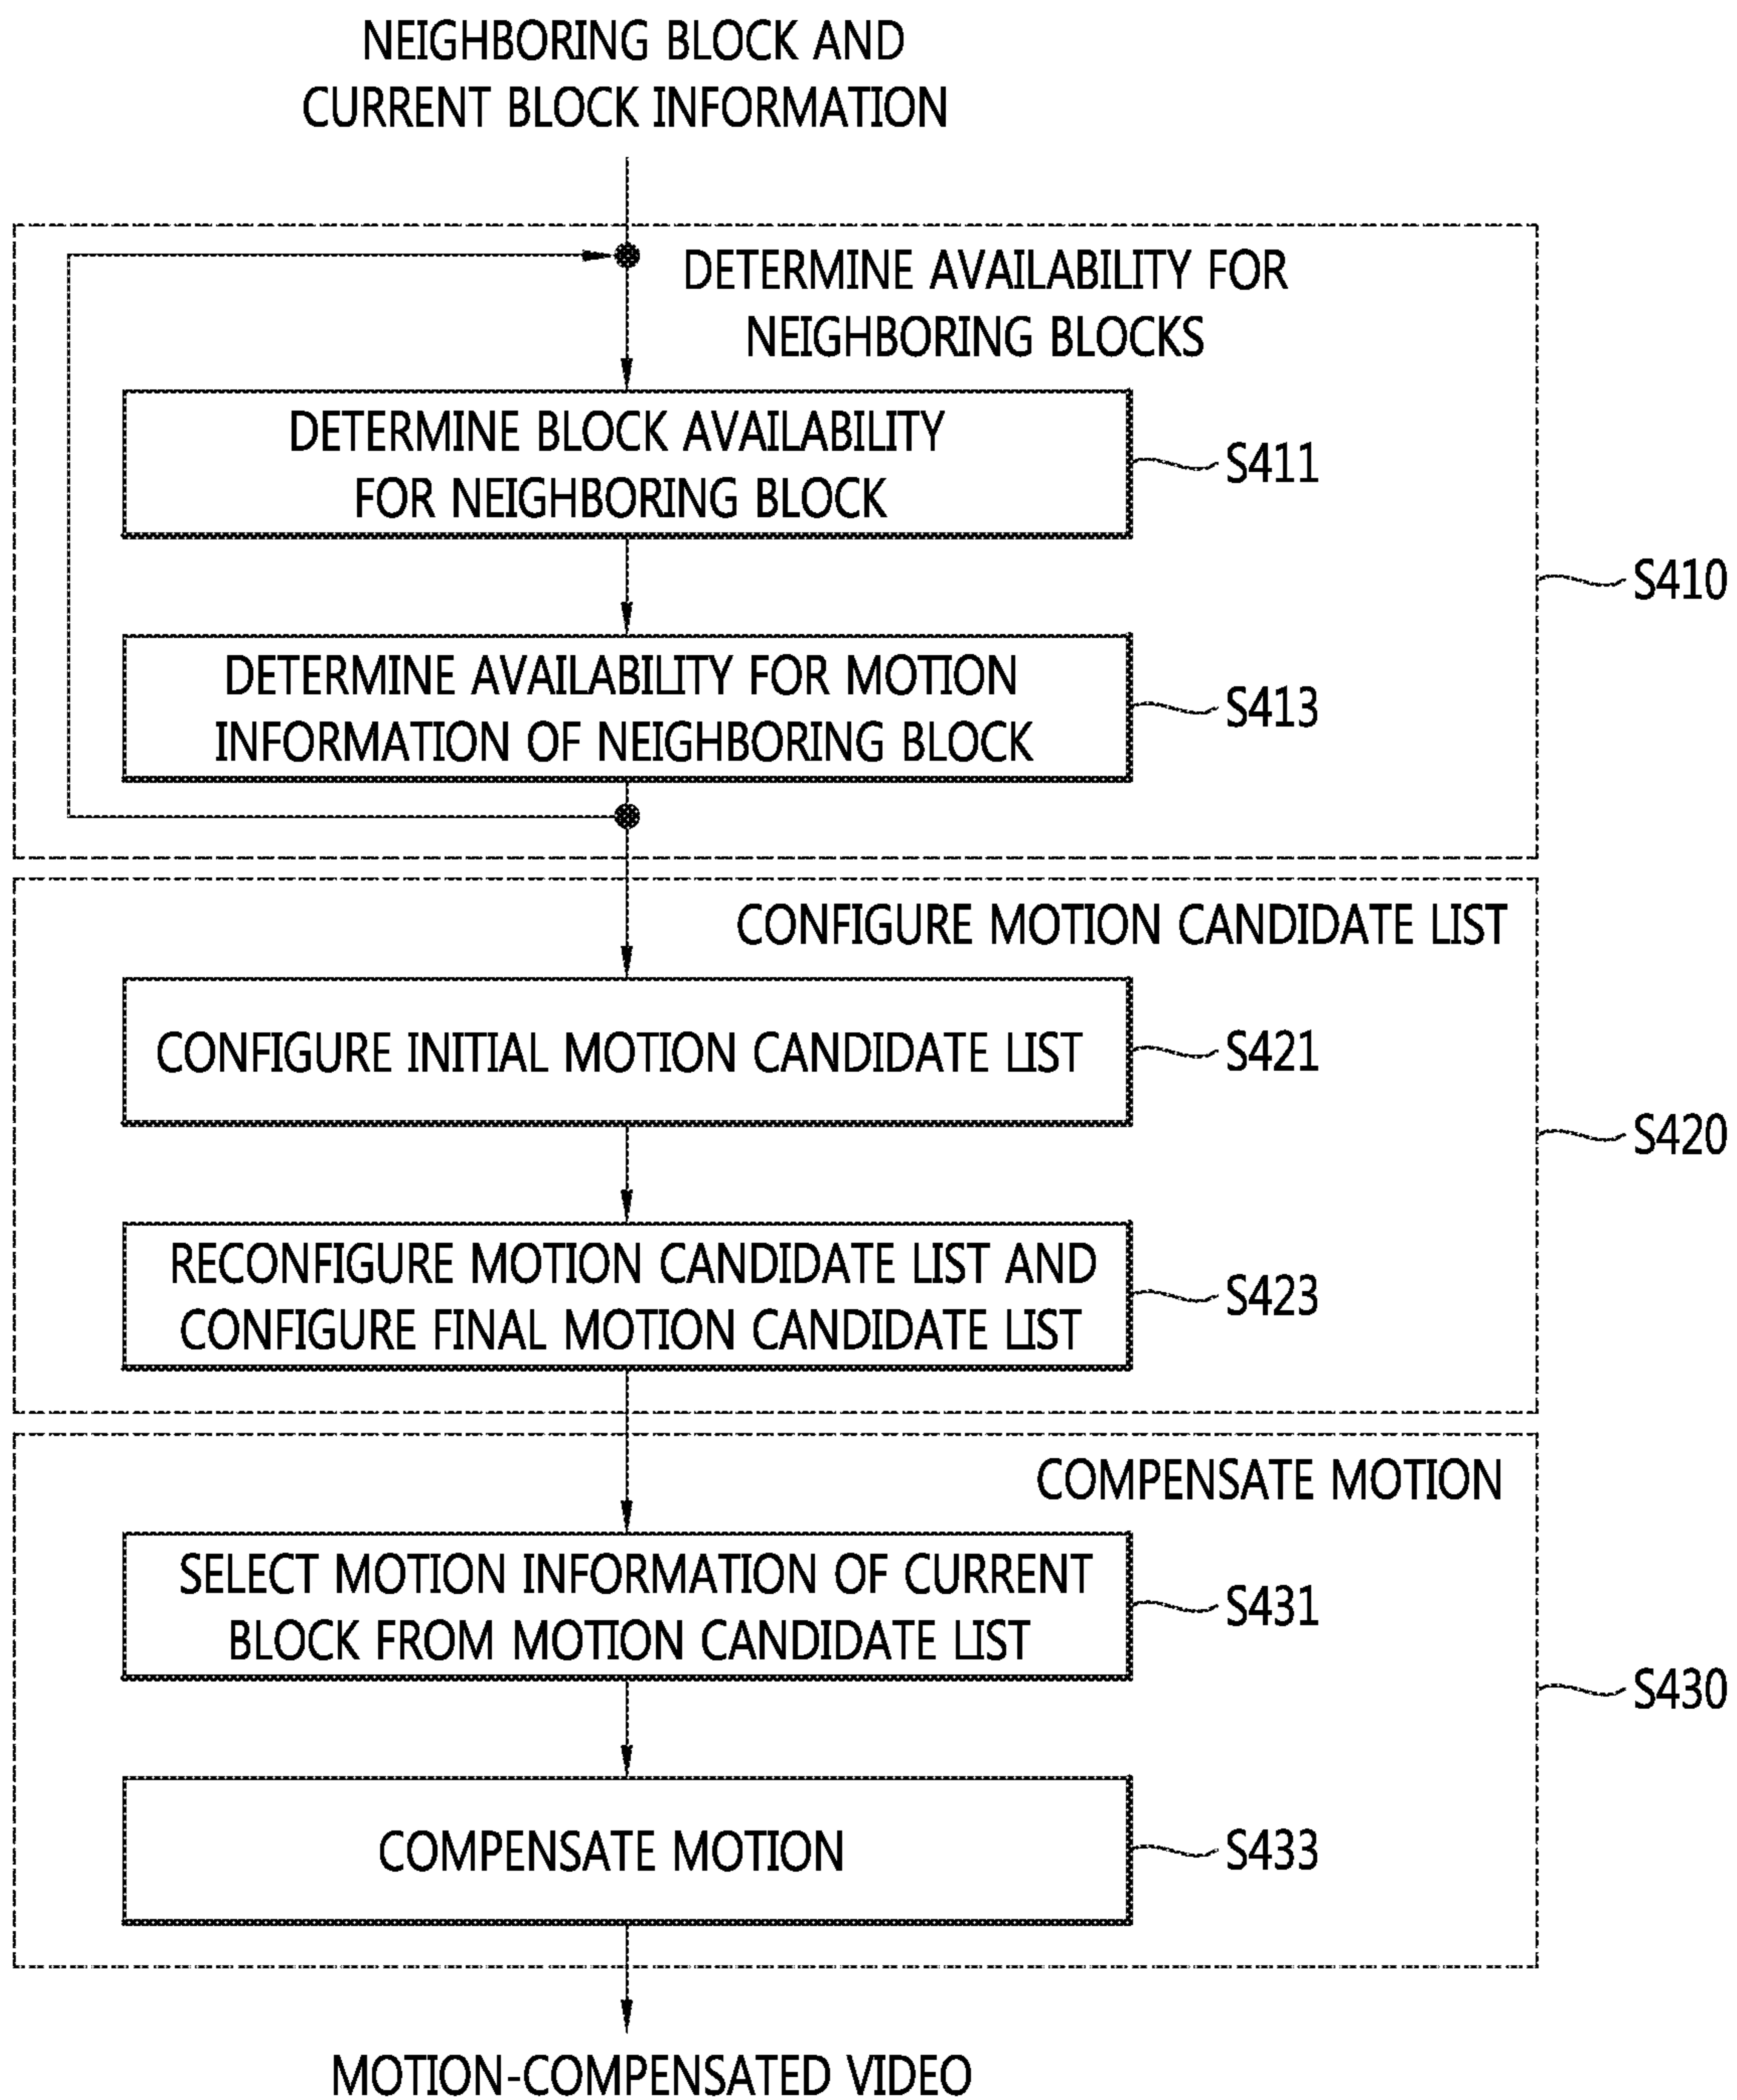 NEIGHBORING BLOCK AND
CURRENT BLOCK INFORMATION
DETERMINE AVAILABILITY FOR
NEIGHBORING BLOCKS
DETERMINE BLOCK AVAILABILITY
FOR NEIGHBORING BLOCK
S411
S410
DETERMINE AVAILABILITY FOR MOTION
INFORMATION OF NEIGHBORING BLOCK
S413
CONFIGURE MOTION CANDIDATE LIST
CONFIGURE INITIAL MOTION CANDIDATE LIST
S421
S420
RECONFIGURE MOTION CANDIDATE LIST AND
CONFIGURE FINAL MOTION CANDIDATE LIST
S423
COMPENSATE MOTION
SELECT MOTION INFORMATION OF CURRENT
BLOCK FROM MOTION CANDIDATE LIST
S431
S430
COMPENSATE MOTION
S433
MOTION-COMPENSATED VIDEO